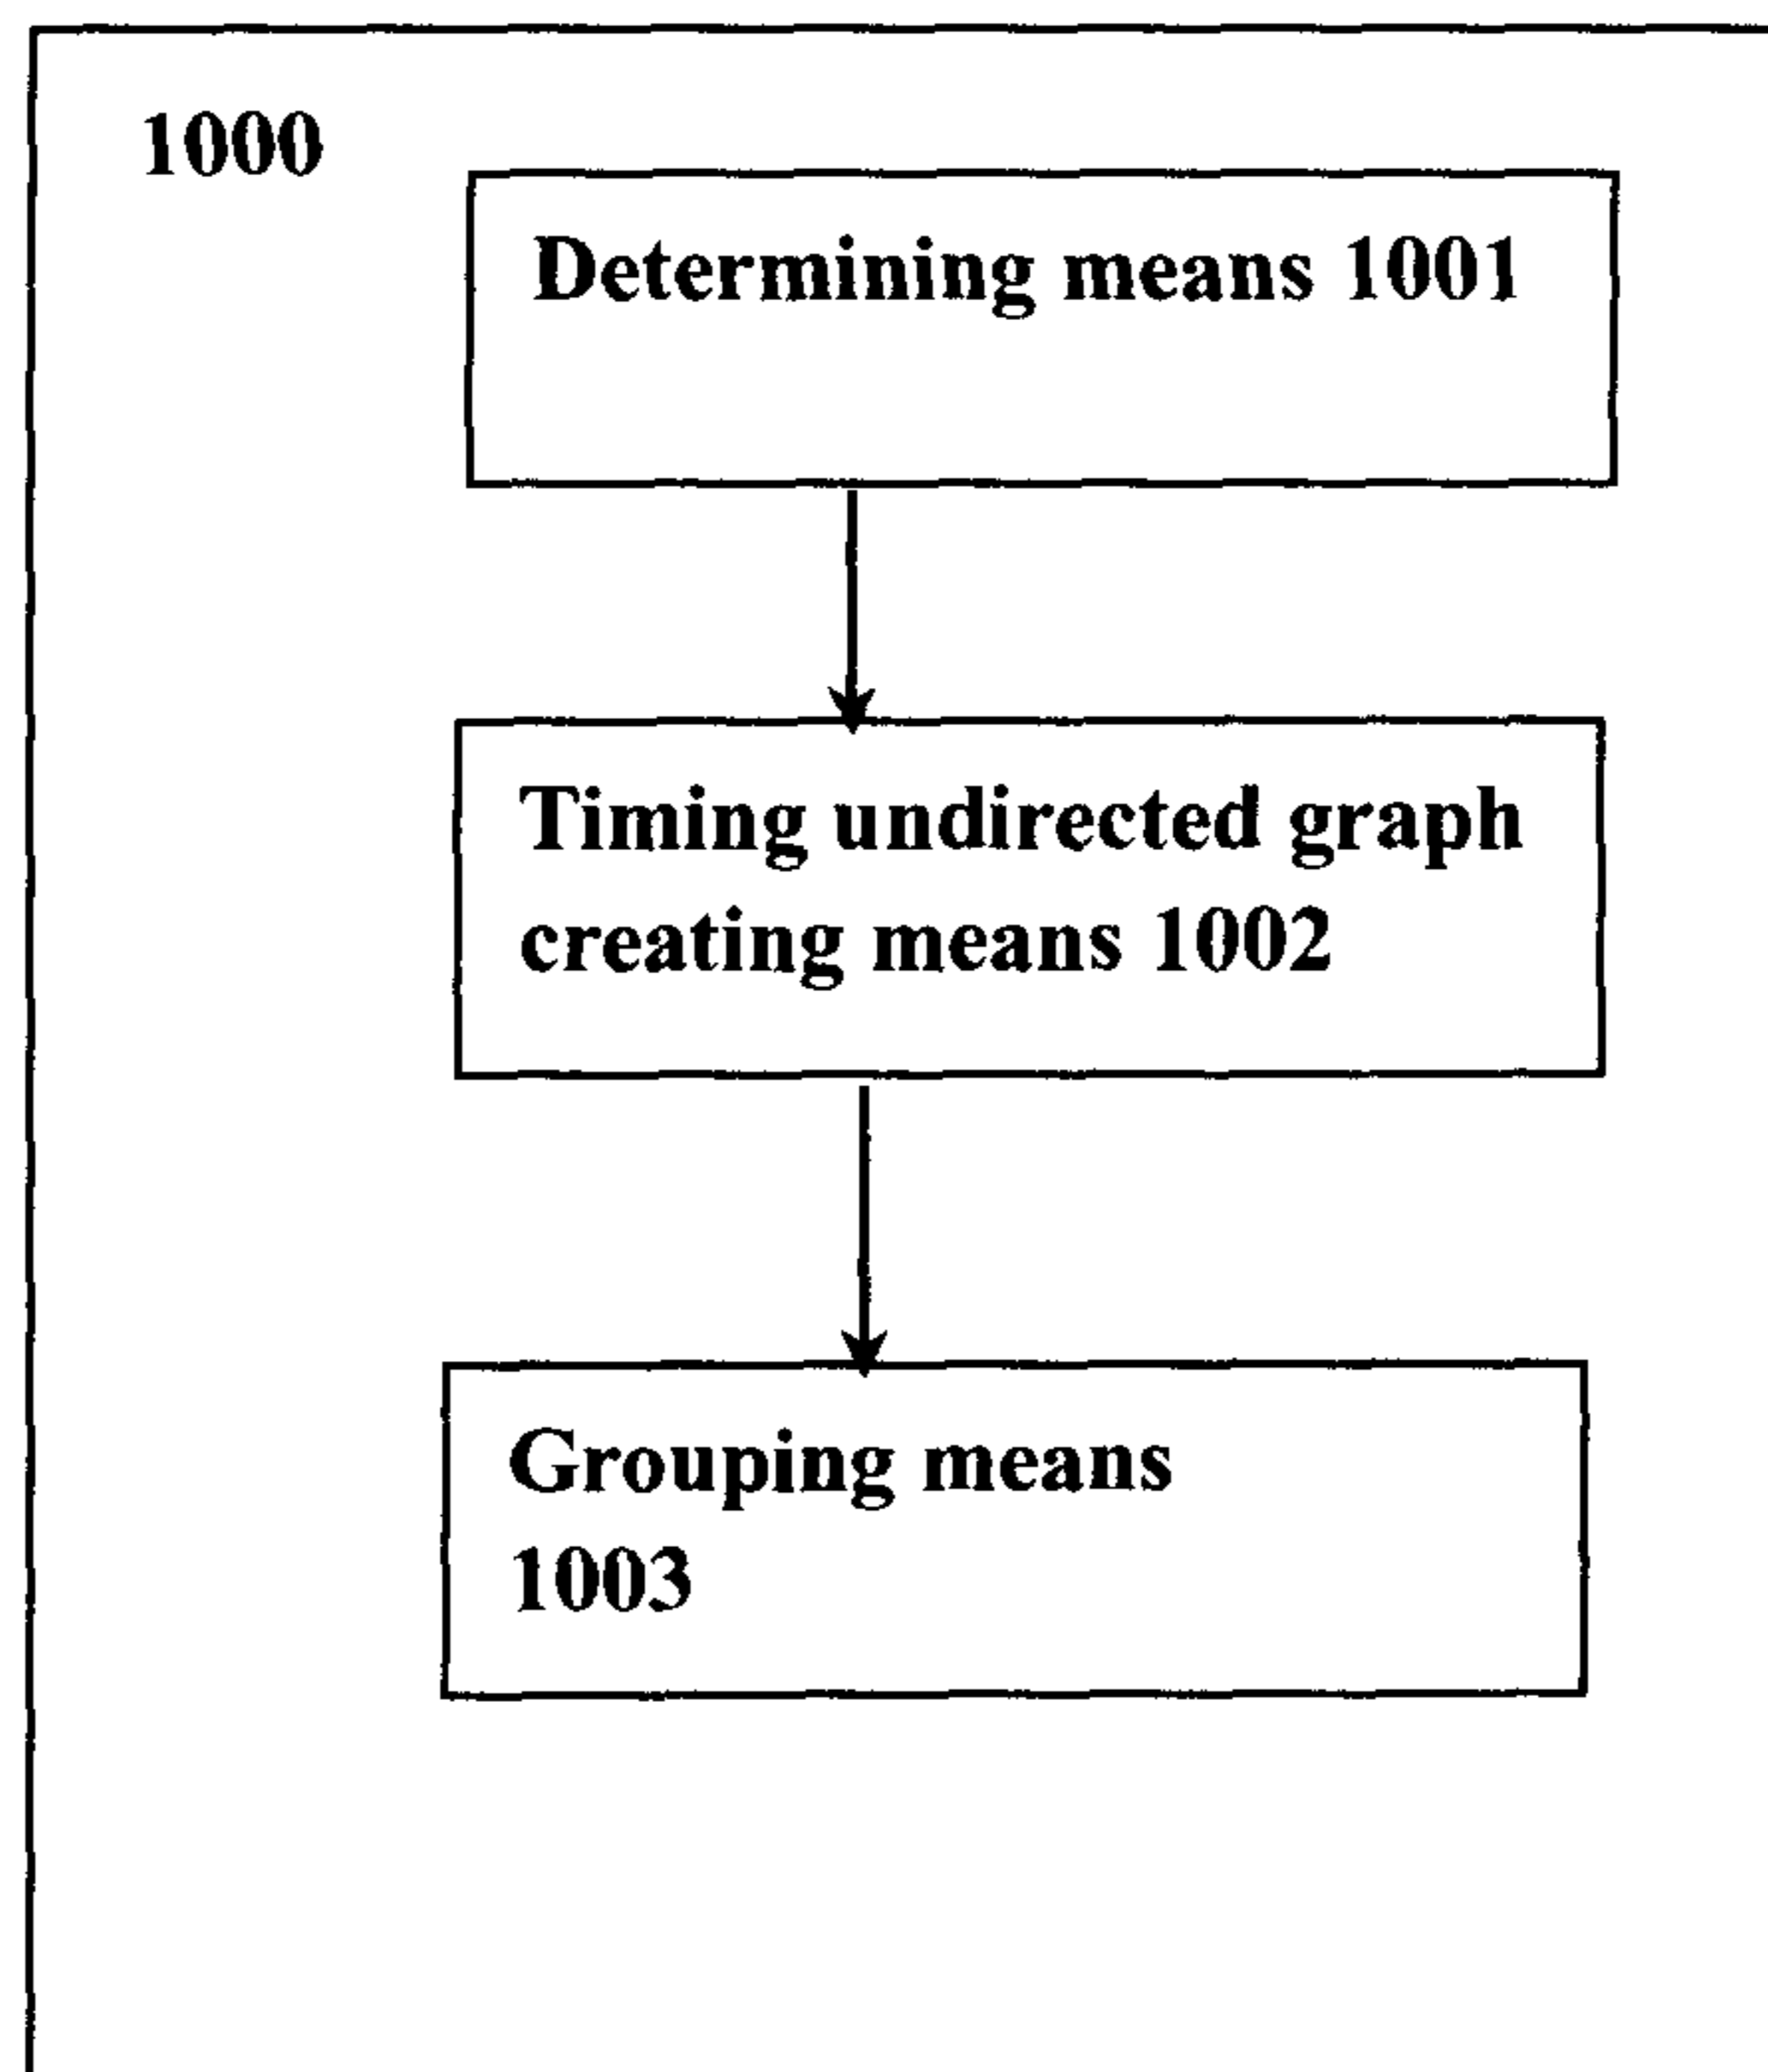 1000
Determining means 1001
Timing undirected graph
creating means 1002
Grouping means
1003